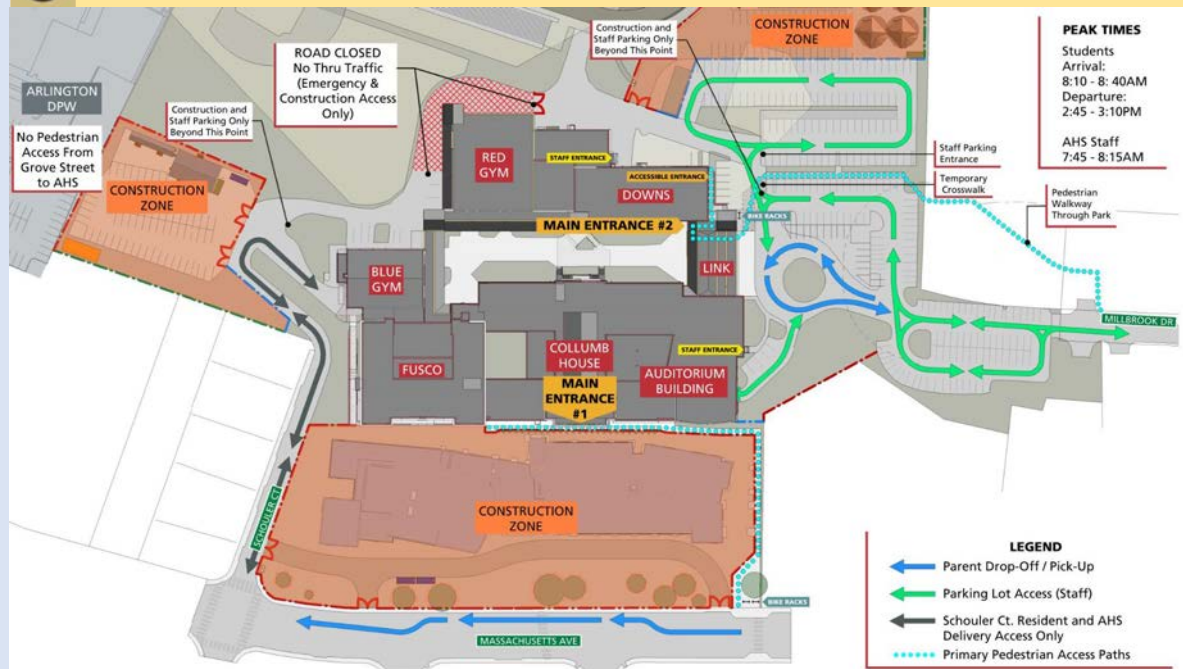 ROAD CLOSED
No Thru Traffic
(Emergency &
Construction Access
Only)
Construction and
Staff Parking Only
Beyond This Point
CONSTRUCTION
ZONE
PEAK TIMES
Students
Arrival:
8:10 - 8: 40AM
Departure:
2:45 - 3:10PM
AHS Staff
7:45 - 8:15AM
ARLINGTON
DPW
No Pedestrian
Access From
Grove Street
to AHS
Construction and
Staff Parking Only
Beyond This Point
CONSTRUCTION
ZONE
RED
GYM
STAFF ENTRANCE
ACCESSIBLE ENTRANCE
DOWNS
Staff Parking
Entrance
Temporary
Crosswalk
Pedestrian
Walkway
Through Park
BIKE RACKS
MAIN ENTRANCE #2
BLUE
GYM
LINK
MILLBROOK DR
FUSCO
COLLUMB
HOUSE
STAFF ENTRANCE
AUDITORIUM
BUILDING
MAIN
ENTRANCE
#1
CONSTRUCTION
ZONE
SCHOULER CT
BIKE RACKS
MASSACHUSETTS AVE
LEGEND
Parent Drop-Off / Pick-Up
Parking Lot Access (Staff)
Schouler Ct. Resident and AHS
Delivery Access Only
Primary Pedestrian Access Paths